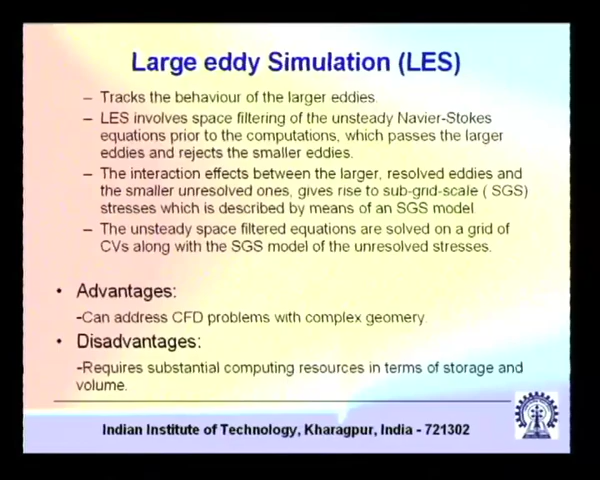 Large eddy Simulation (LES)
– Tracks the behaviour of the larger eddies.
– LES involves space filtering of the unsteady Navier-Stokes
equations prior to the computations, which passes the larger
eddies and rejects the smaller eddies.
– The interaction effects between the larger, resolved eddies and
the smaller unresolved ones, gives rise to sub-grid-scale ( SGS)
stresses which is described by means of an SGS model
– The unsteady space filtered equations are solved on a grid of
CVs along with the SGS model of the unresolved stresses.
• Advantages:
-Can address CFD problems with complex geomery.
• Disadvantages:
-Requires substantial computing resources in terms of storage and
volume.
Indian Institute of Technology, Kharagpur, India - 721302